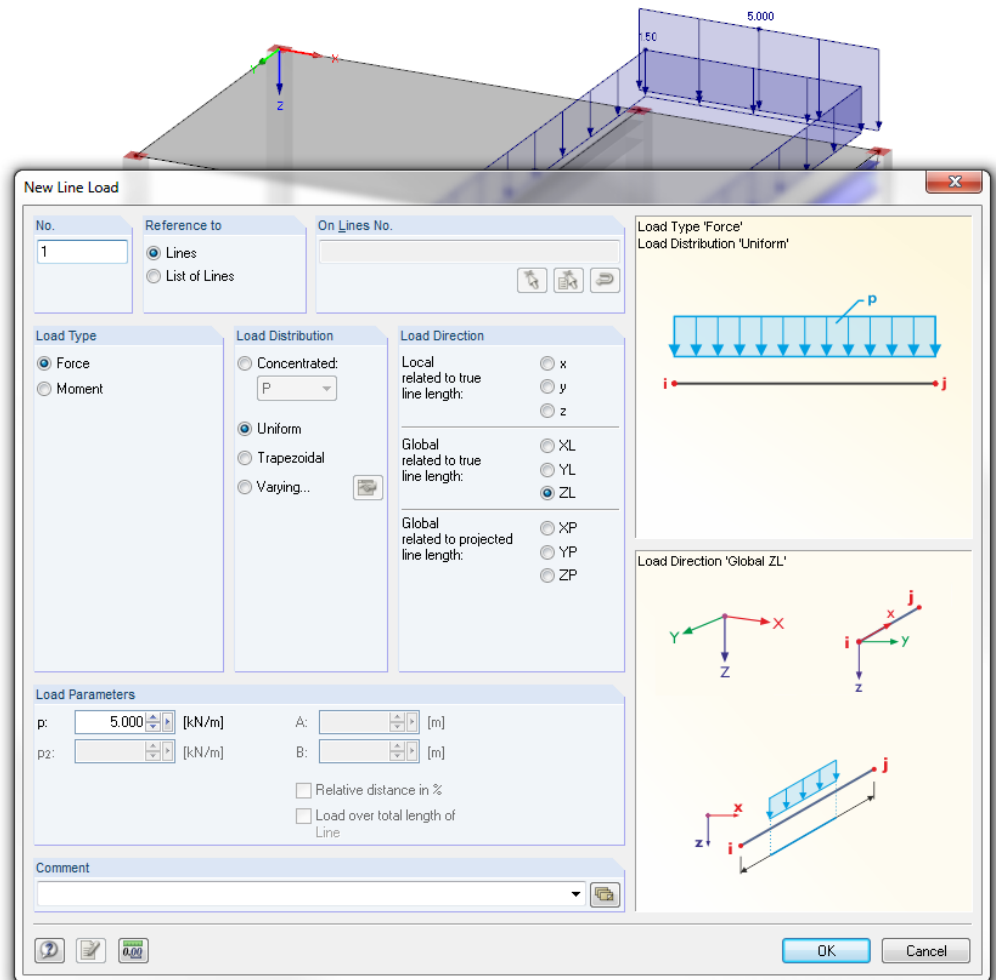 5.000
.50
X
Y
Z
New Line Load
No.
1
Reference to
Lines
List of Lines
On Lines No.
Load Type
Force
Moment
Load Distribution
Concentrated:
P
Uniform
Trapezoidal
Varying...
Load Direction
Local
related to true
line length:
x
y
z
Global
related to true
line length:
XL
YL
ZL
Global
related to projected
line length:
XP
YP
ZP
Load Parameters
p: 5.000 [kN/m]
p2: [kN/m]
A: [m]
B: [m]
Relative distance in %
Load over total length of
Line
Comment
0.00
OK
Cancel
Load Type 'Force'
Load Distribution 'Uniform'
p
i
j
Load Direction 'Global ZL'
Y
X
Z
j
x
i
y
z
x
z
i
j